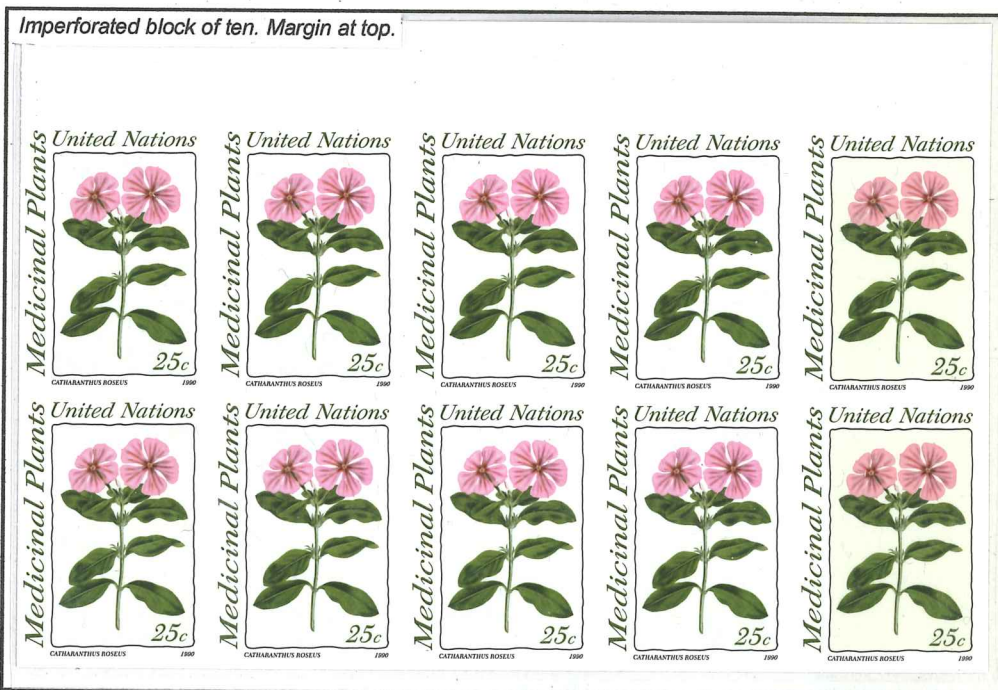 Imperforated block of ten. Margin at top.
Medicinal Plants
United Nations
25c
CATHARANTHUS ROSEUS 1990
Medicinal Plants
United Nations
25c
CATHARANTHUS ROSEUS 1990
Medicinal Plants
United Nations
25c
CATHARANTHUS ROSEUS 1990
Medicinal Plants
United Nations
25c
CATHARANTHUS ROSEUS 1990
Medicinal Plants
United Nations
25c
CATHARANTHUS ROSEUS 1990
Medicinal Plants
United Nations
25c
CATHARANTHUS ROSEUS 1990
Medicinal Plants
United Nations
25c
CATHARANTHUS ROSEUS 1990
Medicinal Plants
United Nations
25c
CATHARANTHUS ROSEUS 1990
Medicinal Plants
United Nations
25c
CATHARANTHUS ROSEUS 1990
Medicinal Plants
United Nations
25c
CATHARANTHUS ROSEUS 1990